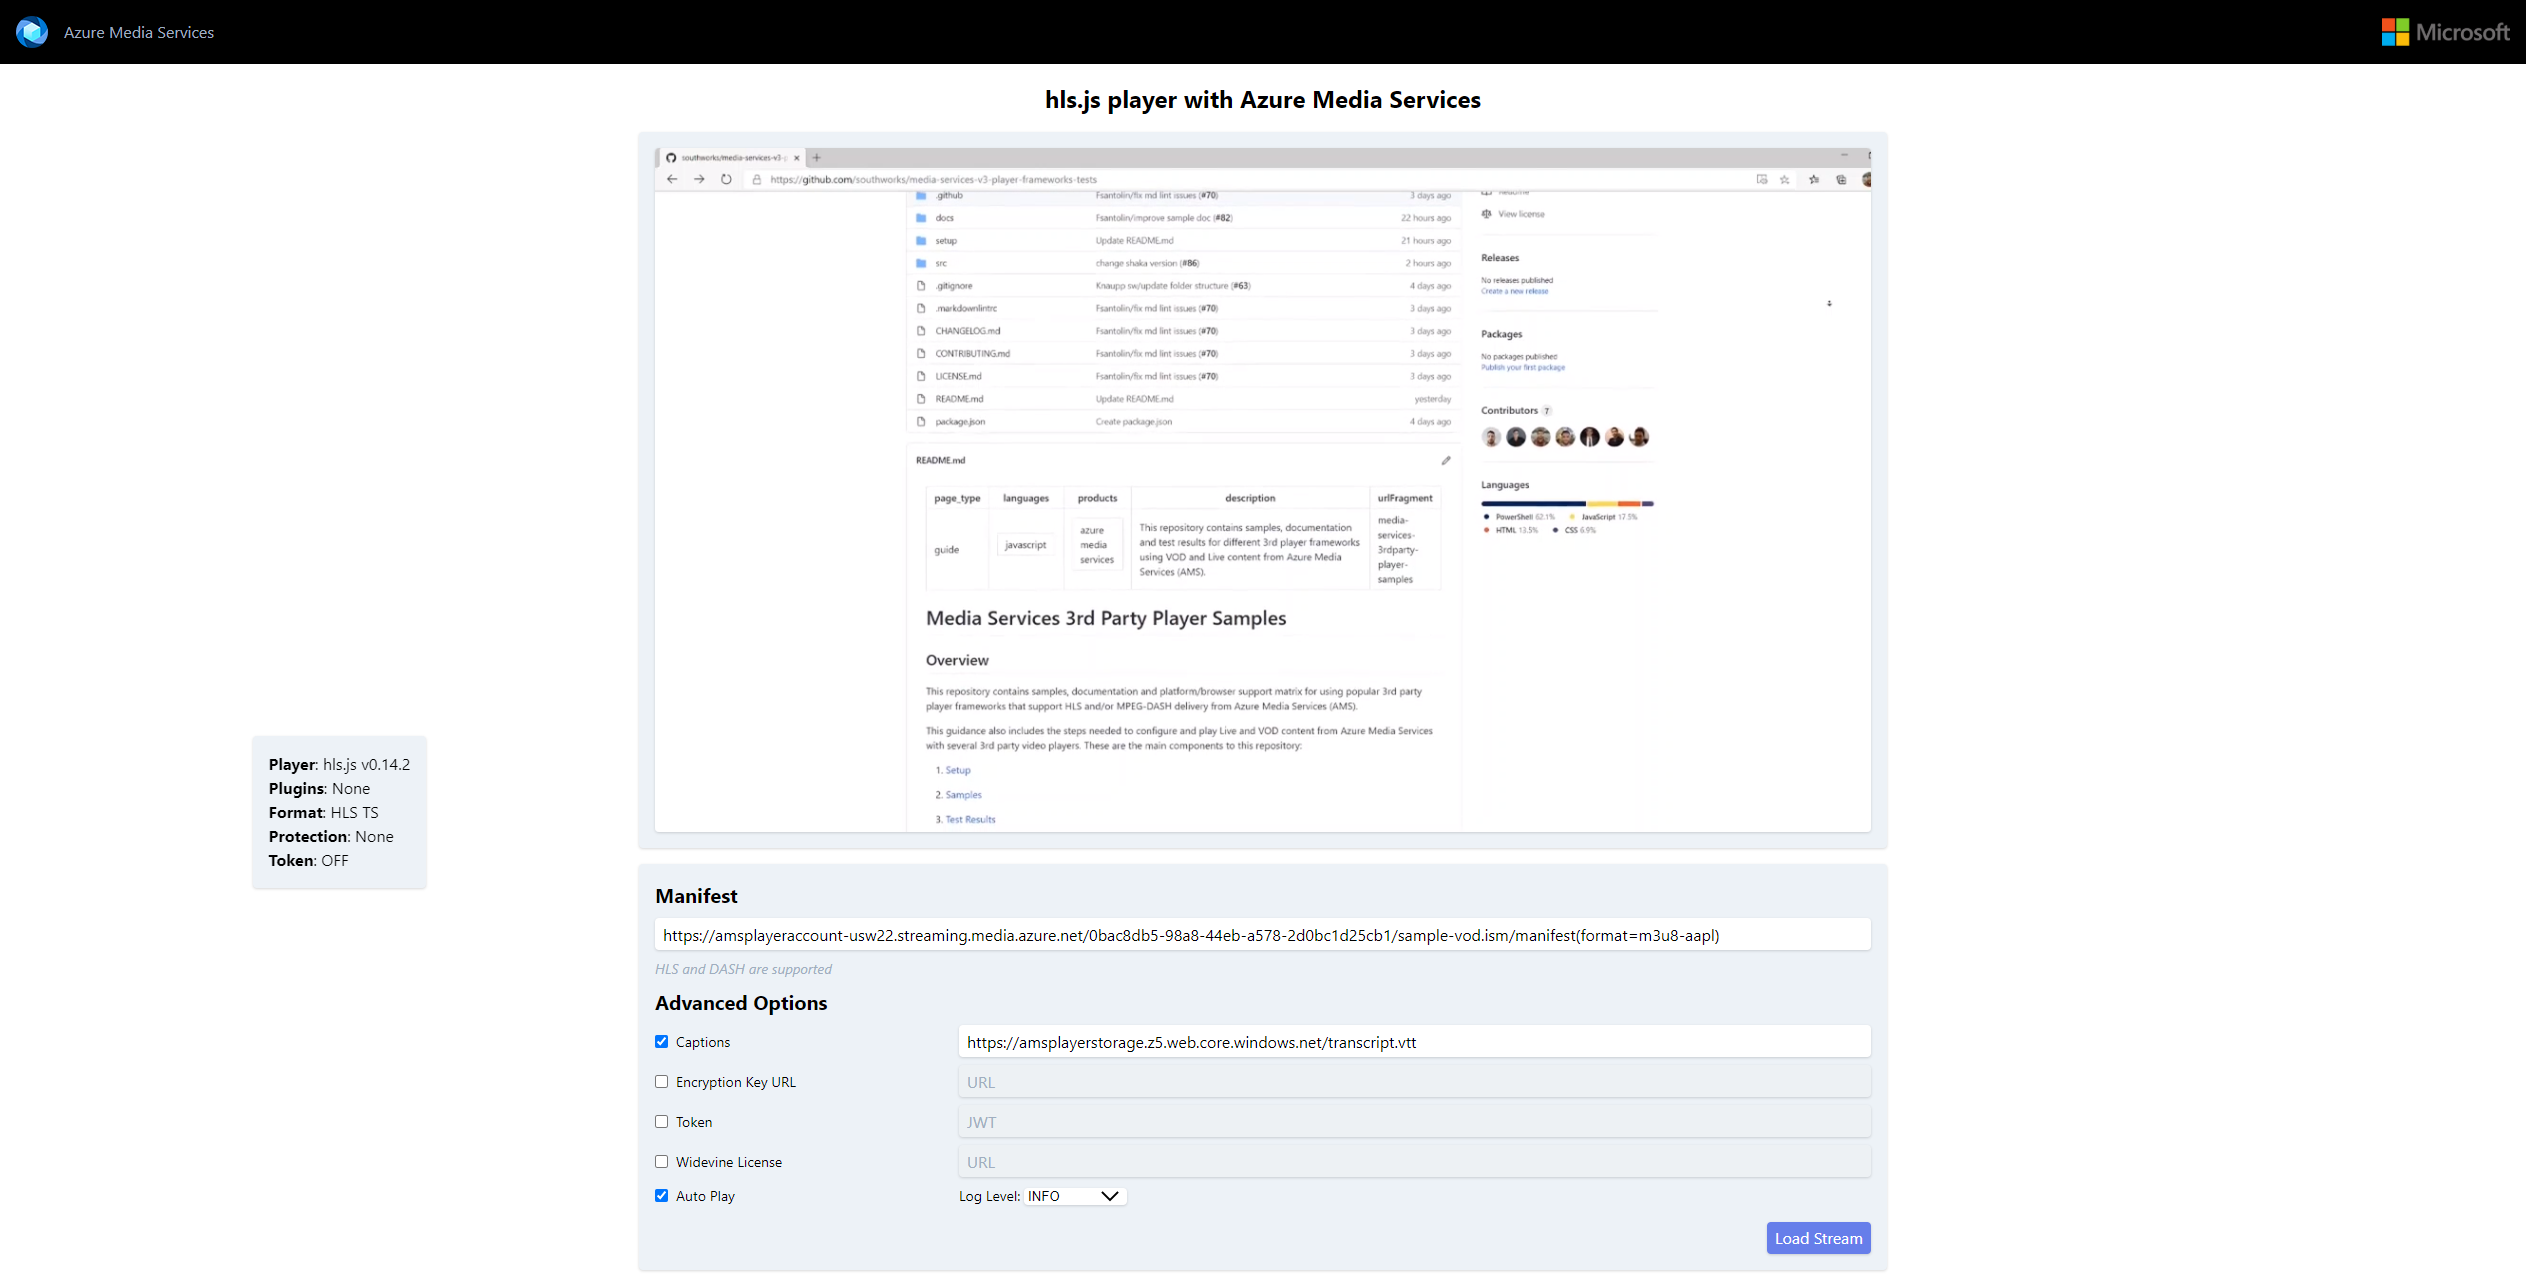 Azure Media Services
Microsoft
hls.js player with Azure Media Services
southworks/media-services-v3-p
https://github.com/southworks/media-services-v3-player-frameworks-tests
.github Fsantolin/fix md lint issues (#70) 3 days ago
docs Fsantolin/improve sample doc (#82) 22 hours ago
setup Update README.md 21 hours ago
src change shaka version (#86) 2 hours ago
.gitignore Knaupp sw/update folder structure (#63) 4 days ago
.markdownlintrc Fsantolin/fix md lint issues (#70) 3 days ago
CHANGELOG.md Fsantolin/fix md lint issues (#70) 3 days ago
CONTRIBUTING.md Fsantolin/fix md lint issues (#70) 3 days ago
LICENSE.md Fsantolin/fix md lint issues (#70) 3 days ago
README.md Update README.md yesterday
package.json Create package.json 4 days ago
View license
Releases
No releases published
Create a new release
Packages
No packages published
Publish your first package
Contributors 7
Languages
PowerShell 62.1% JavaScript 17.5%
HTML 13.5% CSS 6.9%
README.md
page_type languages products description urlFragment
guide
javascript
azure
media
services
This repository contains samples, documentation
and test results for different 3rd player frameworks
using VOD and Live content from Azure Media
Services (AMS).
media-
services-
3rdparty-
player-
samples
Media Services 3rd Party Player Samples
Overview
This repository contains samples, documentation and platform/browser support matrix for using popular 3rd party
player frameworks that support HLS and/or MPEG-DASH delivery from Azure Media Services (AMS).
This guidance also includes the steps needed to configure and play Live and VOD content from Azure Media Services
with several 3rd party video players. These are the main components to this repository:
1. Setup
2. Samples
3. Test Results
Player: hls.js v0.14.2
Plugins: None
Format: HLS TS
Protection: None
Token: OFF
Manifest
https://amsplayeraccount-usw22.streaming.media.azure.net/0bac8db5-98a8-44eb-a578-2d0bc1d25cb1/sample-vod.ism/manifest(format=m3u8-aapl)
HLS and DASH are supported
Advanced Options
Captions https://amsplayerstorage.z5.web.core.windows.net/transcript.vtt
Encryption Key URL URL
Token JWT
Widevine License URL
Auto Play Log Level: INFO
Load Stream